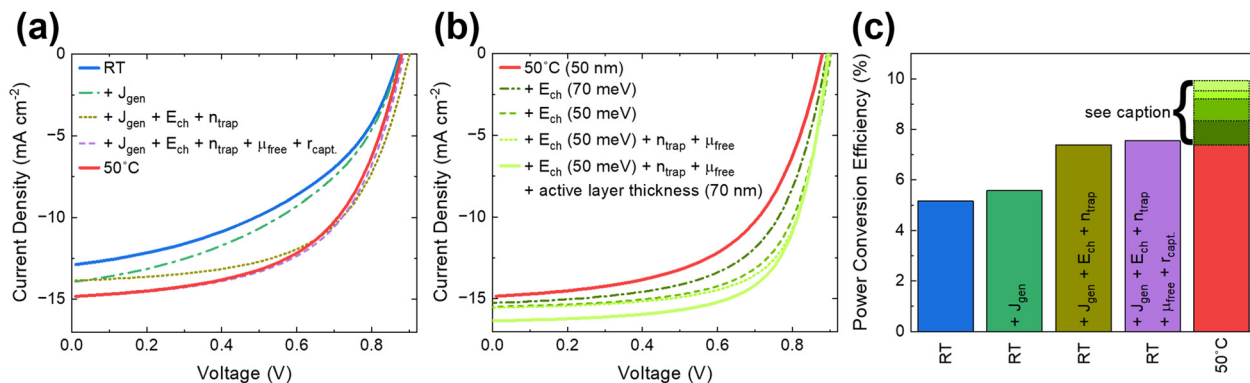 (a)
0
−5
−10
−15
Current Density (mA cm⁻²)
RT
+ J_gen
+ J_gen + E_ch + n_trap
+ J_gen + E_ch + n_trap + μ_free + r_capt.
50˚C
0.0 0.2 0.4 0.6 0.8
Voltage (V)
(b)
0
−5
−10
−15
Current Density (mA cm⁻²)
50˚C (50 nm)
+ E_ch (70 meV)
+ E_ch (50 meV)
+ E_ch (50 meV) + n_trap + μ_free
+ E_ch (50 meV) + n_trap + μ_free
+ active layer thickness (70 nm)
0.0 0.2 0.4 0.6 0.8
Voltage (V)
(c)
Power Conversion Efficiency (%)
10
8
6
4
2
0
see caption
+ J_gen
+ J_gen + E_ch + n_trap
+ J_gen + E_ch + n_trap
+ μ_free + r_capt.
RT
RT
RT
RT
50˚C